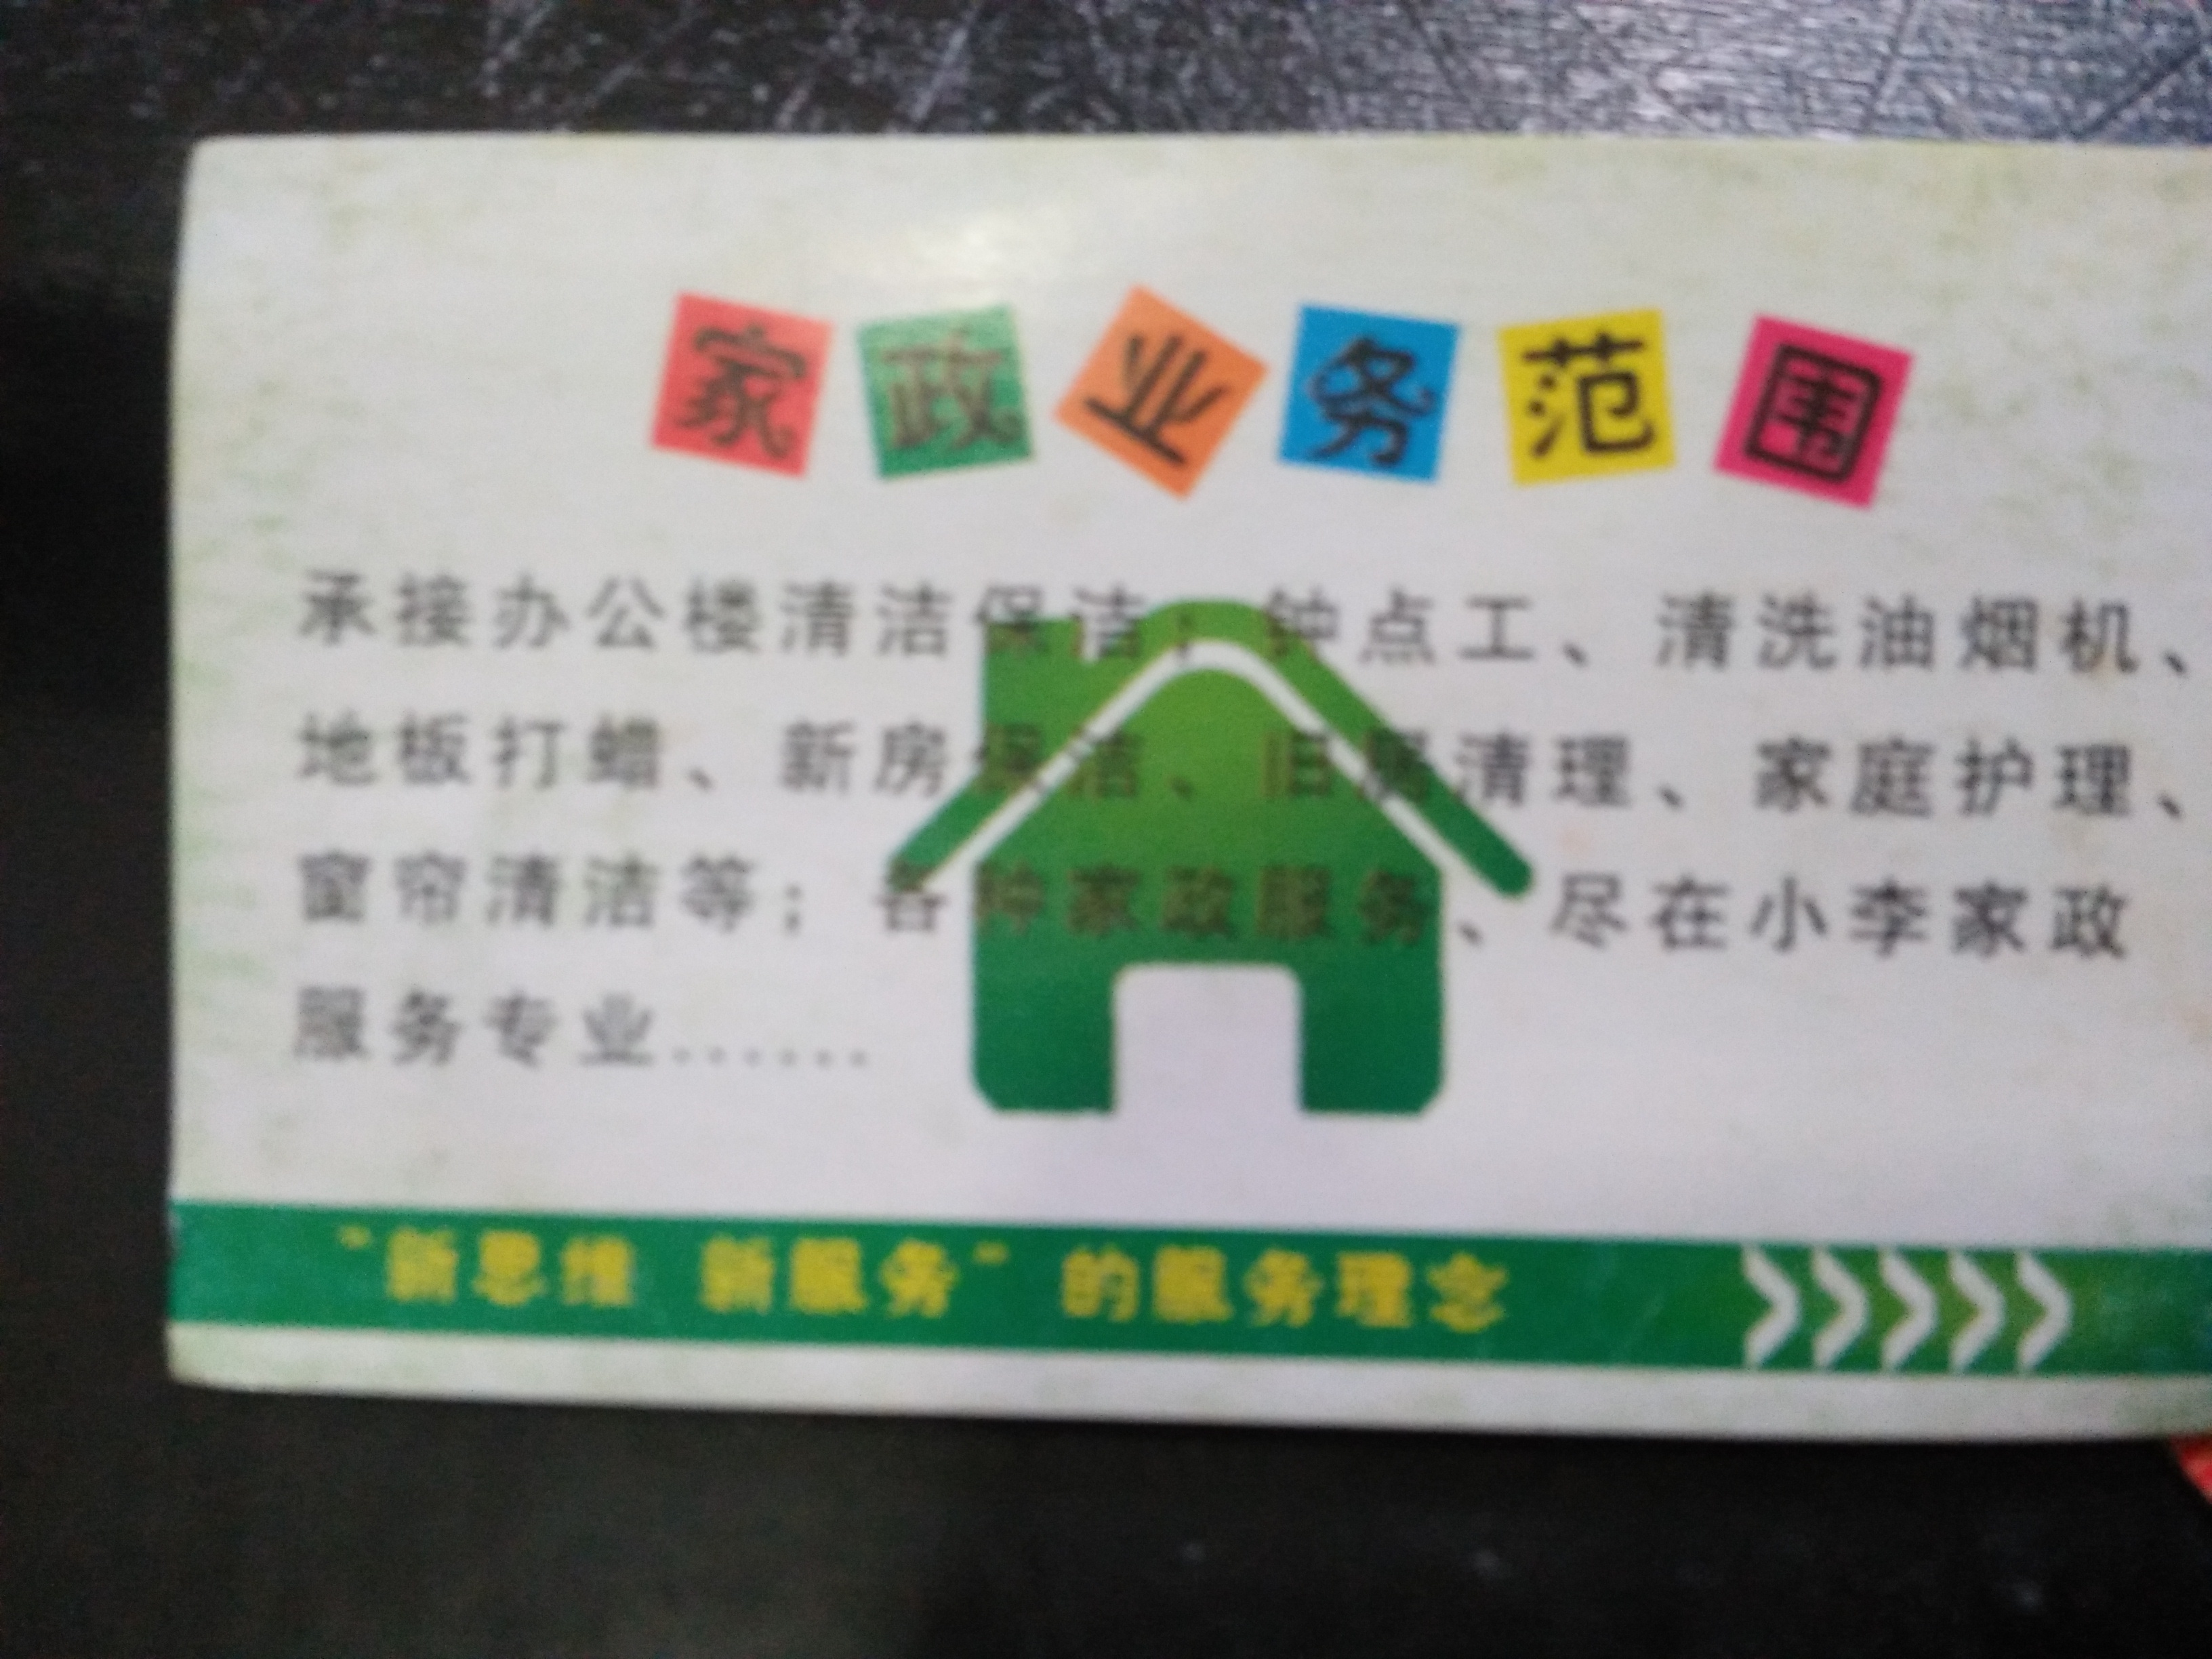 家政业务范围
承接办公楼清洁保洁；钟点工、清洗油烟机、
地板打蜡、新房保洁、旧房清理、家庭护理、
窗帘清洁等；各种家政服务、尽在小李家政
服务专业......
“新思维 新服务”的服务理念